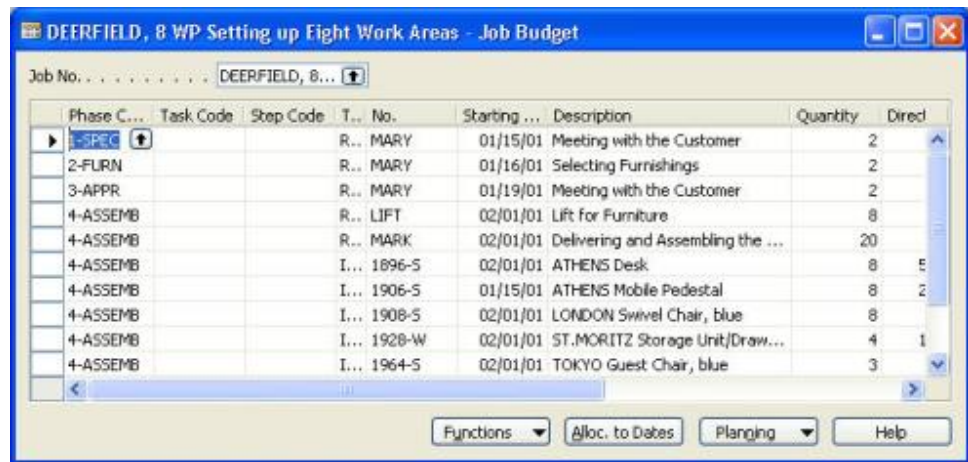 DEERFIELD, 8 WP Setting up Eight Work Areas - Job Budget
Job No. . . . . . . . . . . DEERFIELD, 8...
Phase C... Task Code Step Code T.. No. Starting ... Description Quantity Direct
1-SPEC R.. MARY 01/15/01 Meeting with the Customer 2
2-FURN R.. MARY 01/16/01 Selecting Furnishings 2
3-APPR R.. MARY 01/19/01 Meeting with the Customer 2
4-ASSEMB R.. LIFT 02/01/01 Lift for Furniture 8
4-ASSEMB R.. MARK 02/01/01 Delivering and Assembling the ... 20
4-ASSEMB I... 1896-S 02/01/01 ATHENS Desk 8 5
4-ASSEMB I... 1906-S 01/15/01 ATHENS Mobile Pedestal 8 2
4-ASSEMB I... 1908-S 02/01/01 LONDON Swivel Chair, blue 8
4-ASSEMB I... 1928-W 02/01/01 ST.MORITZ Storage Unit/Draw... 4 1
4-ASSEMB I... 1964-S 02/01/01 TOKYO Guest Chair, blue 3
Functions Alloc. to Dates Planning Help